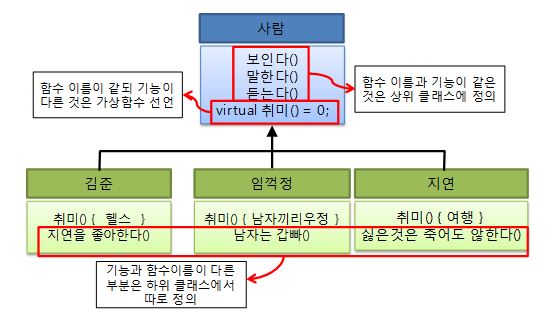 사람
보인다()
말한다()
듣는다()
virtual 취미() = 0;
함수 이름이 같되 기능이
다른 것은 가상함수 선언
함수 이름과 기능이 같은
것은 상위 클래스에 정의
김준
임꺽정
지연
취미() { 헬스 }
지연을 좋아한다()
취미() { 남자끼리우정 }
남자는 갑빠()
취미() { 여행 }
싫은것은 죽어도 않한다()
기능과 함수이름이 다른
부분은 하위 클래스에서
따로 정의